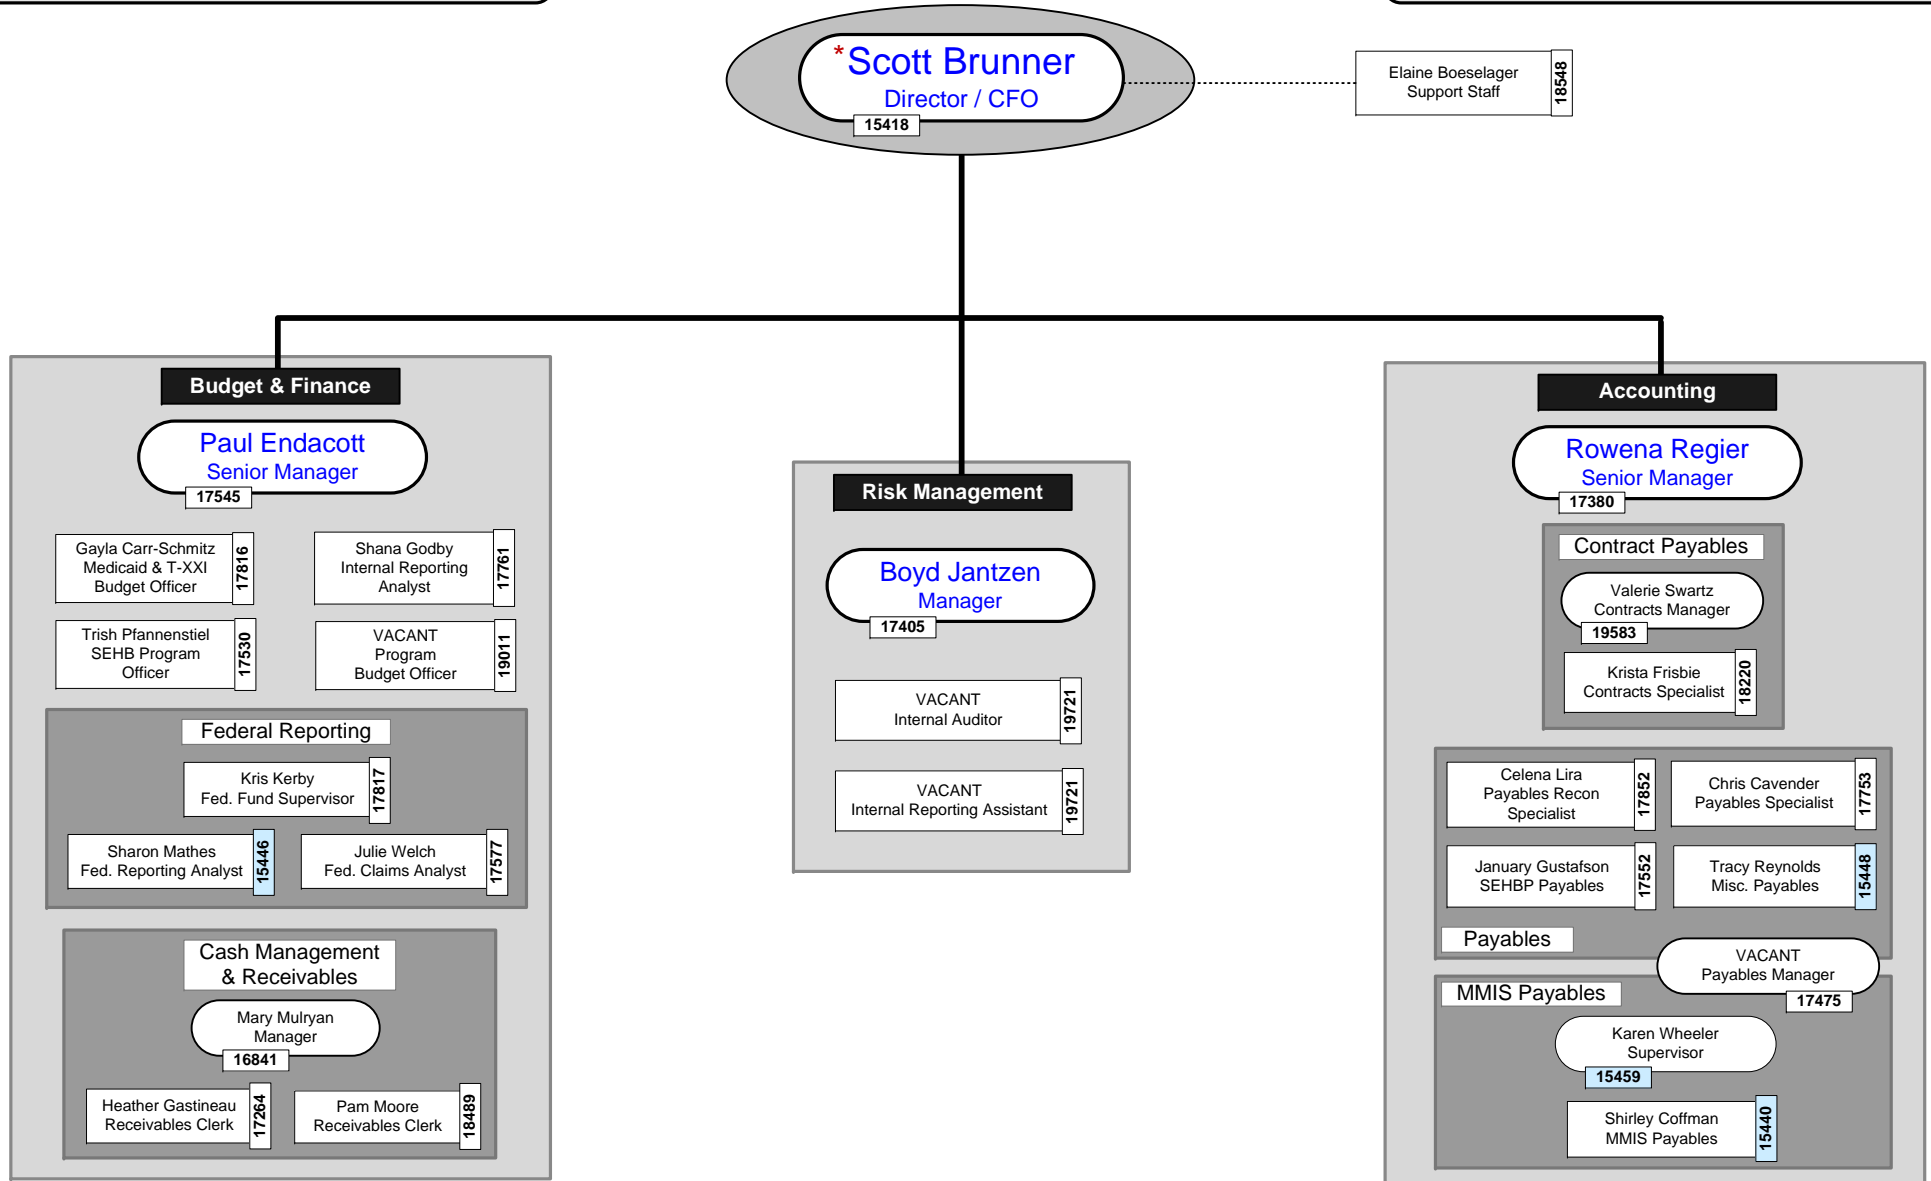 *Scott Brunner
Director / CFO
15418
Elaine Boeselager
Support Staff
18548
Budget & Finance
Paul Endacott
Senior Manager
17545
Gayla Carr-Schmitz
Medicaid & T-XXI
Budget Officer
17816
Shana Godby
Internal Reporting
Analyst
17761
Trish Pfannenstiel
SEHB Program
Officer
17530
VACANT
Program
Budget Officer
19011
Federal Reporting
Kris Kerby
Fed. Fund Supervisor
17817
Sharon Mathes
Fed. Reporting Analyst
15446
Julie Welch
Fed. Claims Analyst
17577
Cash Management
& Receivables
Mary Mulryan
Manager
16841
Heather Gastineau
Receivables Clerk
17264
Pam Moore
Receivables Clerk
18489
Risk Management
Boyd Jantzen
Manager
17405
VACANT
Internal Auditor
19721
VACANT
Internal Reporting Assistant
19721
Accounting
Rowena Regier
Senior Manager
17380
Contract Payables
Valerie Swartz
Contracts Manager
19583
Krista Frisbie
Contracts Specialist
18220
Celena Lira
Payables Recon
Specialist
17852
Chris Cavender
Payables Specialist
17753
January Gustafson
SEHBP Payables
17552
Tracy Reynolds
Misc. Payables
15448
Payables
VACANT
Payables Manager
17475
MMIS Payables
Karen Wheeler
Supervisor
15459
Shirley Coffman
MMIS Payables
15440